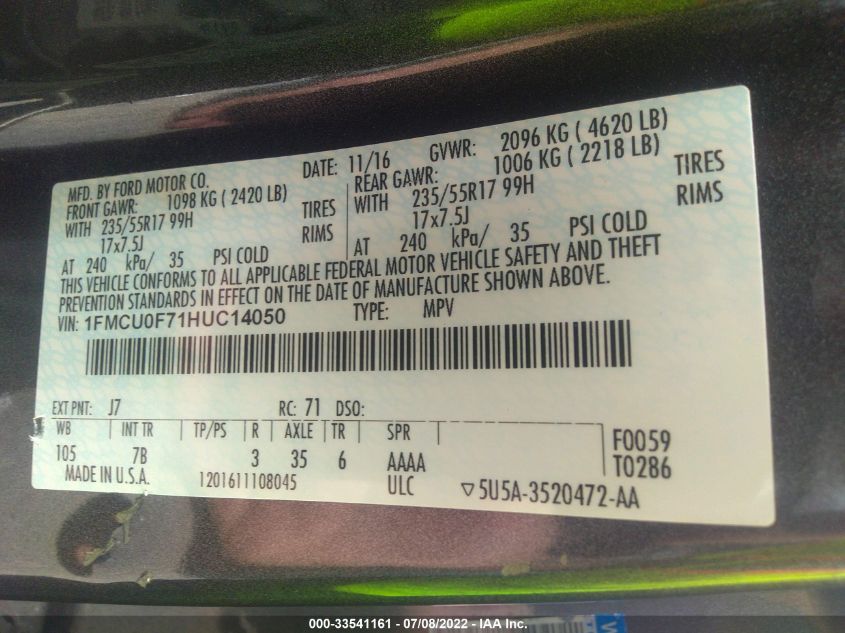 MFD. BY FORD MOTOR CO. DATE: 11/16 GVWR: 2096 KG ( 4620 LB)
FRONT GAWR: 1098 KG ( 2420 LB) REAR GAWR: 1006 KG ( 2218 LB)
WITH 235/55R17 99H TIRES WITH 235/55R17 99H TIRES
17x7.5J RIMS 17x7.5J RIMS
AT 240 kPa/ 35 PSI COLD AT 240 kPa/ 35 PSI COLD
THIS VEHICLE CONFORMS TO ALL APPLICABLE FEDERAL MOTOR VEHICLE SAFETY AND THEFT
PREVENTION STANDARDS IN EFFECT ON THE DATE OF MANUFACTURE SHOWN ABOVE.
VIN: 1FMCU0F71HUC14050 TYPE: MPV
EXT PNT: J7 RC: 71 DSO:
WB INT TR TP/PS R AXLE TR SPR F0059
105 7B 3 35 6 AAAA T0286
MADE IN U.S.A. 1201611108045 ULC ▽5U5A-3520472-AA
000-33541161 - 07/08/2022 - IAA Inc.